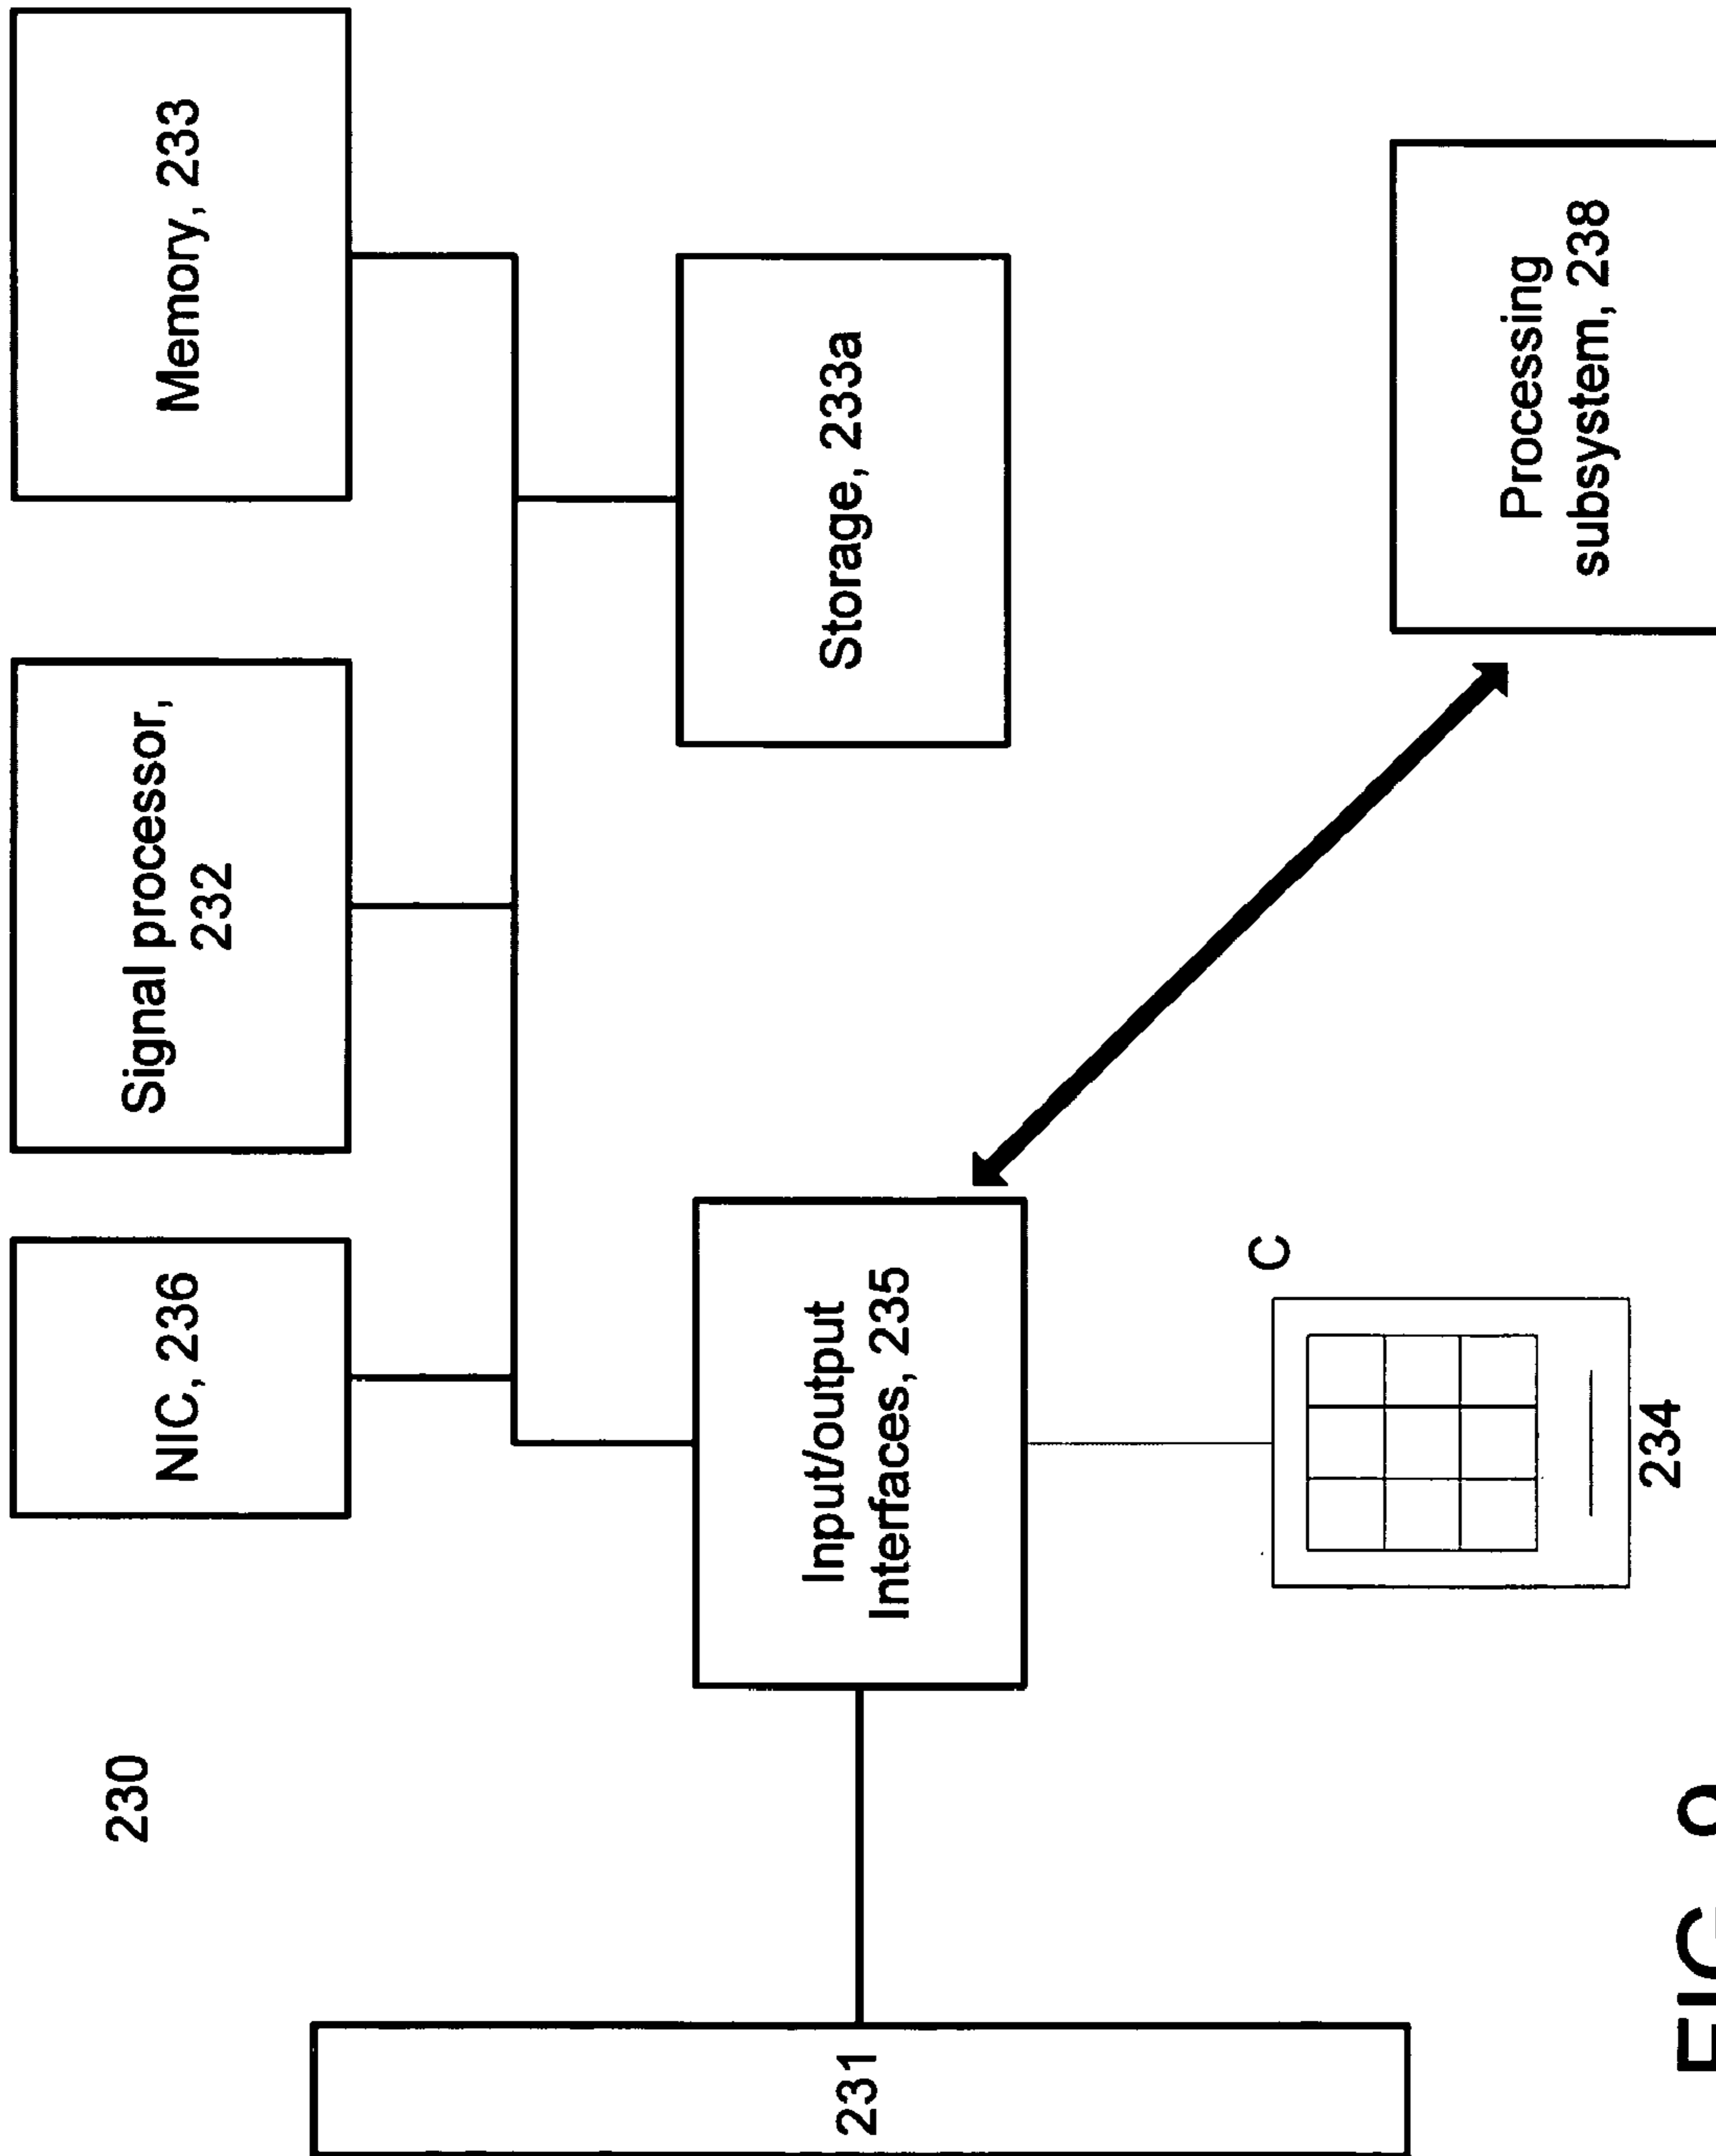 230
NIC, 236
Signal processor,
232
Memory, 233
231
Input/output
Interfaces, 235
Storage, 233a
C
234
Processing
subsystem, 238
FIG